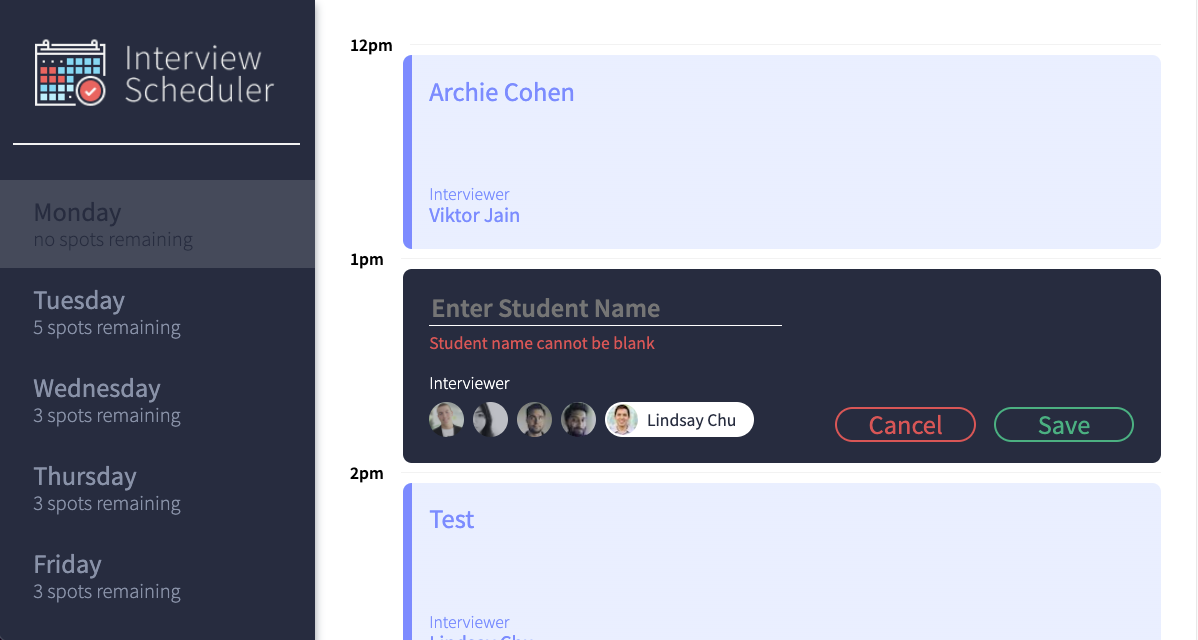 Interview
Scheduler
Monday
no spots remaining
Tuesday
5 spots remaining
Wednesday
3 spots remaining
Thursday
3 spots remaining
Friday
3 spots remaining
12pm
Archie Cohen
Interviewer
Viktor Jain
1pm
Enter Student Name
Student name cannot be blank
Interviewer
Lindsay Chu
Cancel
Save
2pm
Test
Interviewer
Lindsay Chu